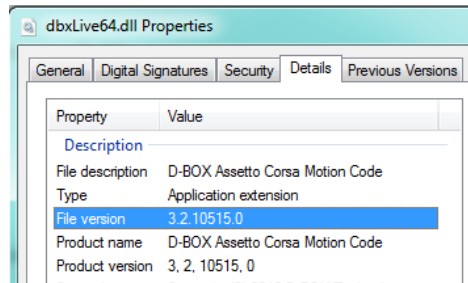 dbxLive64.dll Properties
General Digital Signatures Security Details Previous Versions
Property Value
Description
File description D-BOX Assetto Corsa Motion Code
Type Application extension
File version 3.2.10515.0
Product name D-BOX Assetto Corsa Motion Code
Product version 3, 2, 10515, 0